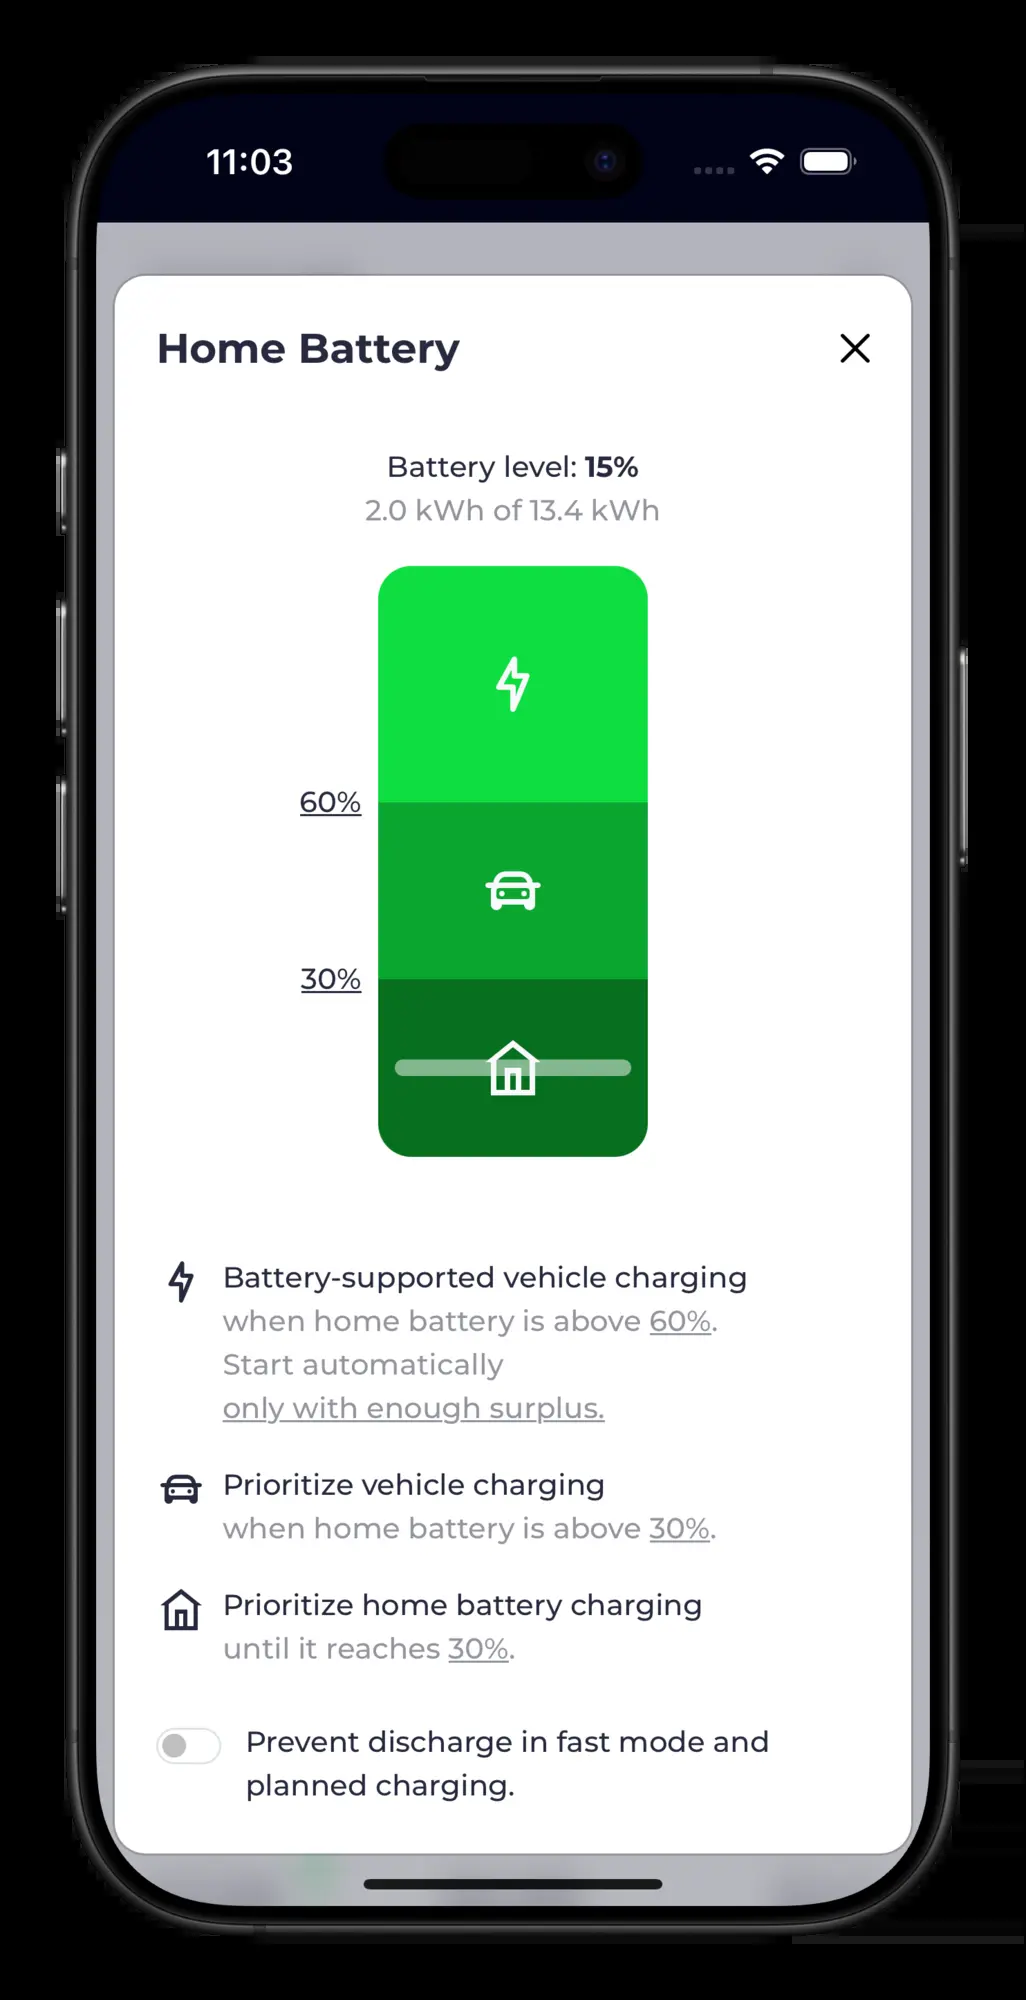 11:03
Home Battery
Battery level: 15%
2.0 kWh of 13.4 kWh
60%
30%
Battery-supported vehicle charging
when home battery is above 60%.
Start automatically
only with enough surplus.
Prioritize vehicle charging
when home battery is above 30%.
Prioritize home battery charging
until it reaches 30%.
Prevent discharge in fast mode and
planned charging.